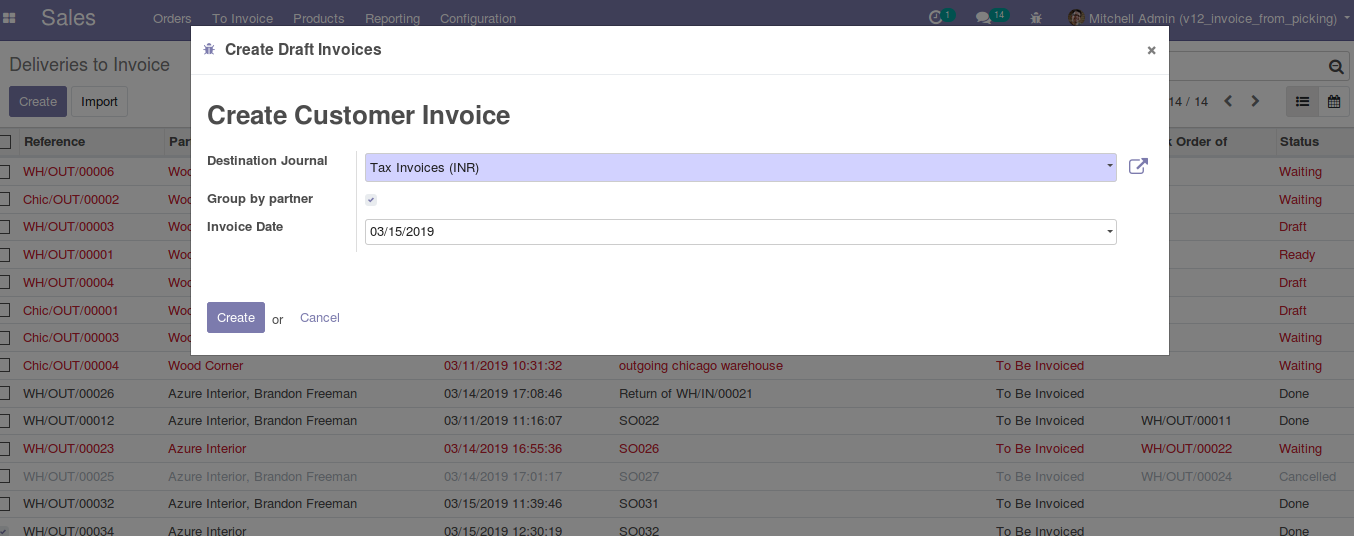 Sales Orders To Invoice Products Reporting Configuration 1 14 Mitchell Admin (v12_invoice_from_picking)
Create Draft Invoices ×
Deliveries to Invoice
Create Import 14 / 14
Create Customer Invoice
Reference Par Order of Status
Destination Journal Tax Invoices (INR)
WH/OUT/00006 Woo Waiting
Chic/OUT/00002 Woo Waiting
Group by partner
WH/OUT/00003 Woo Draft
Invoice Date 03/15/2019
WH/OUT/00001 Woo Ready
WH/OUT/00004 Woo Draft
Chic/OUT/00001 Woo Draft
Create or Cancel
Chic/OUT/00003 Woo Waiting
Chic/OUT/00004 Wood Corner 03/11/2019 10:31:32 outgoing chicago warehouse To Be Invoiced Waiting
WH/OUT/00026 Azure Interior, Brandon Freeman 03/14/2019 17:08:46 Return of WH/IN/00021 To Be Invoiced Done
WH/OUT/00012 Azure Interior, Brandon Freeman 03/11/2019 11:16:07 SO022 To Be Invoiced WH/OUT/00011 Done
WH/OUT/00023 Azure Interior 03/14/2019 16:55:36 SO026 To Be Invoiced WH/OUT/00022 Waiting
WH/OUT/00025 Azure Interior, Brandon Freeman 03/14/2019 17:01:17 SO027 To Be Invoiced WH/OUT/00024 Cancelled
WH/OUT/00032 Azure Interior, Brandon Freeman 03/15/2019 11:39:46 SO031 To Be Invoiced Done
WH/OUT/00034 Azure Interior 03/15/2019 12:30:19 SO032 To Be Invoiced Done